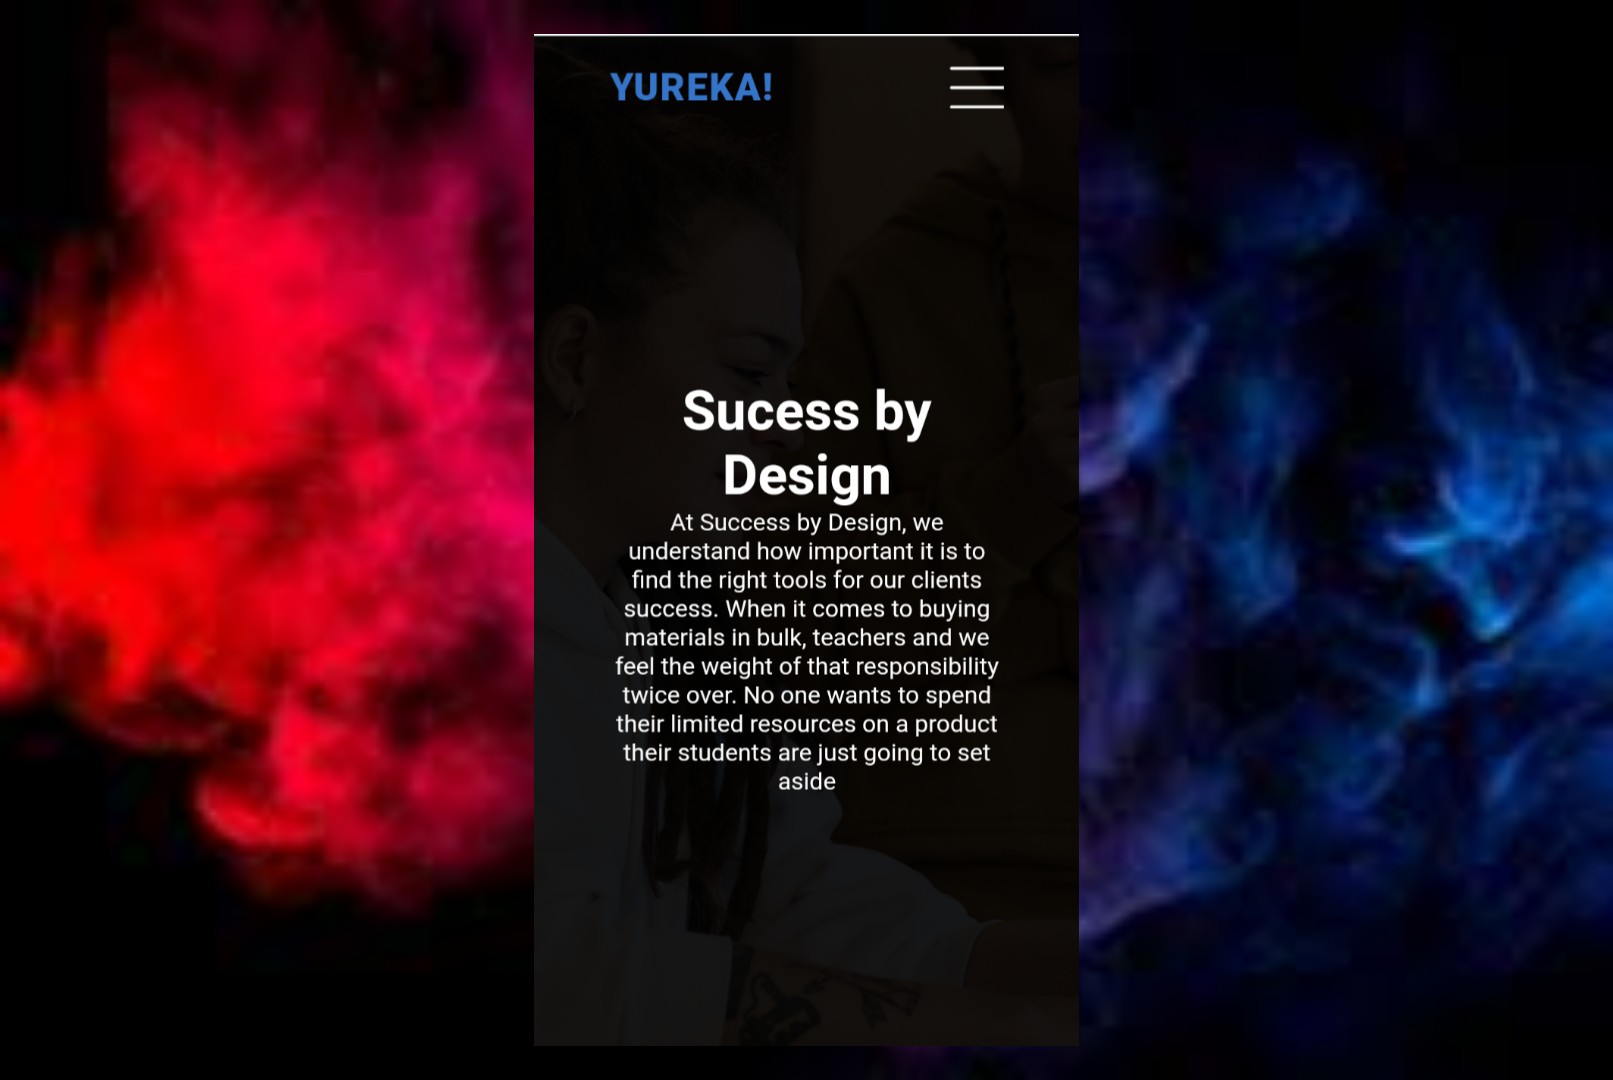 YUREKA!
Sucess by
Design
At Success by Design, we
understand how important it is to
find the right tools for our clients
success. When it comes to buying
materials in bulk, teachers and we
feel the weight of that responsibility
twice over. No one wants to spend
their limited resources on a product
their students are just going to set
aside